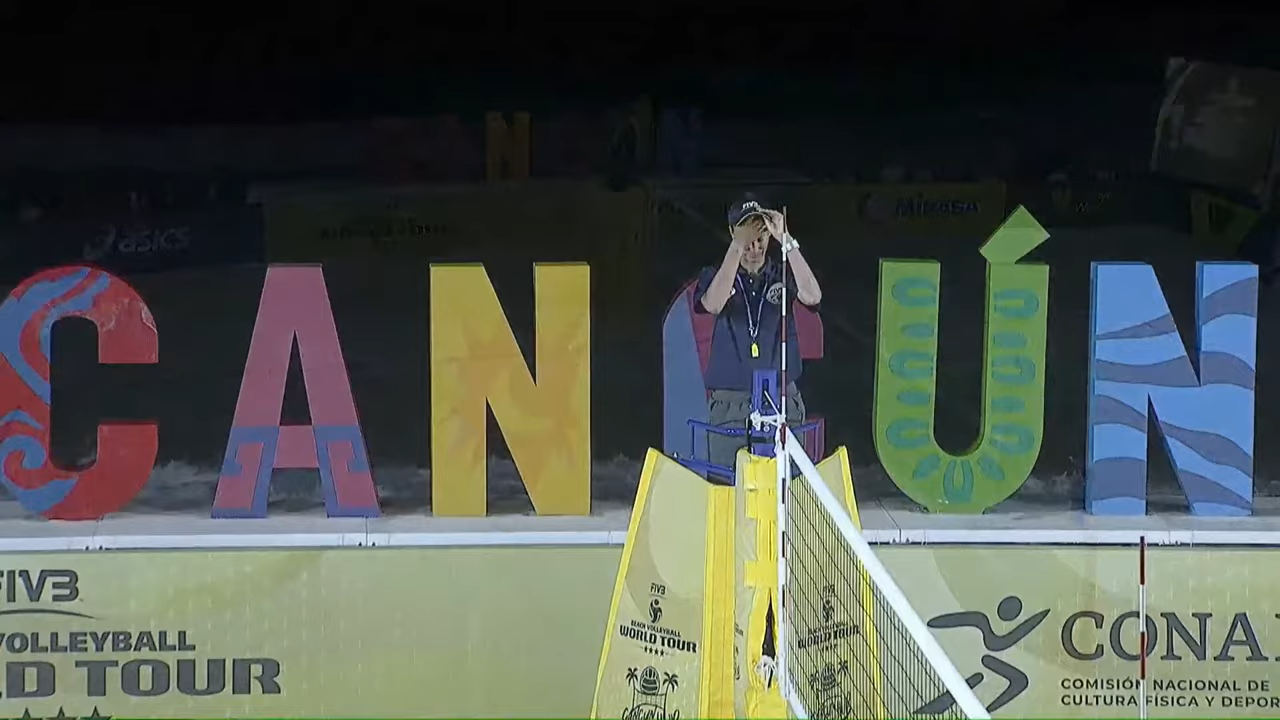 N
asics
MIKASA
FIVB
CANCÚN
FIVB
VOLLEYBALL
D TOUR
FIVB
BEACH VOLLEYBALL
WORLD TOUR
WORLD TOUR
CONA
COMISIÓN NACIONAL DE
CULTURA FÍSICA Y DEPOR